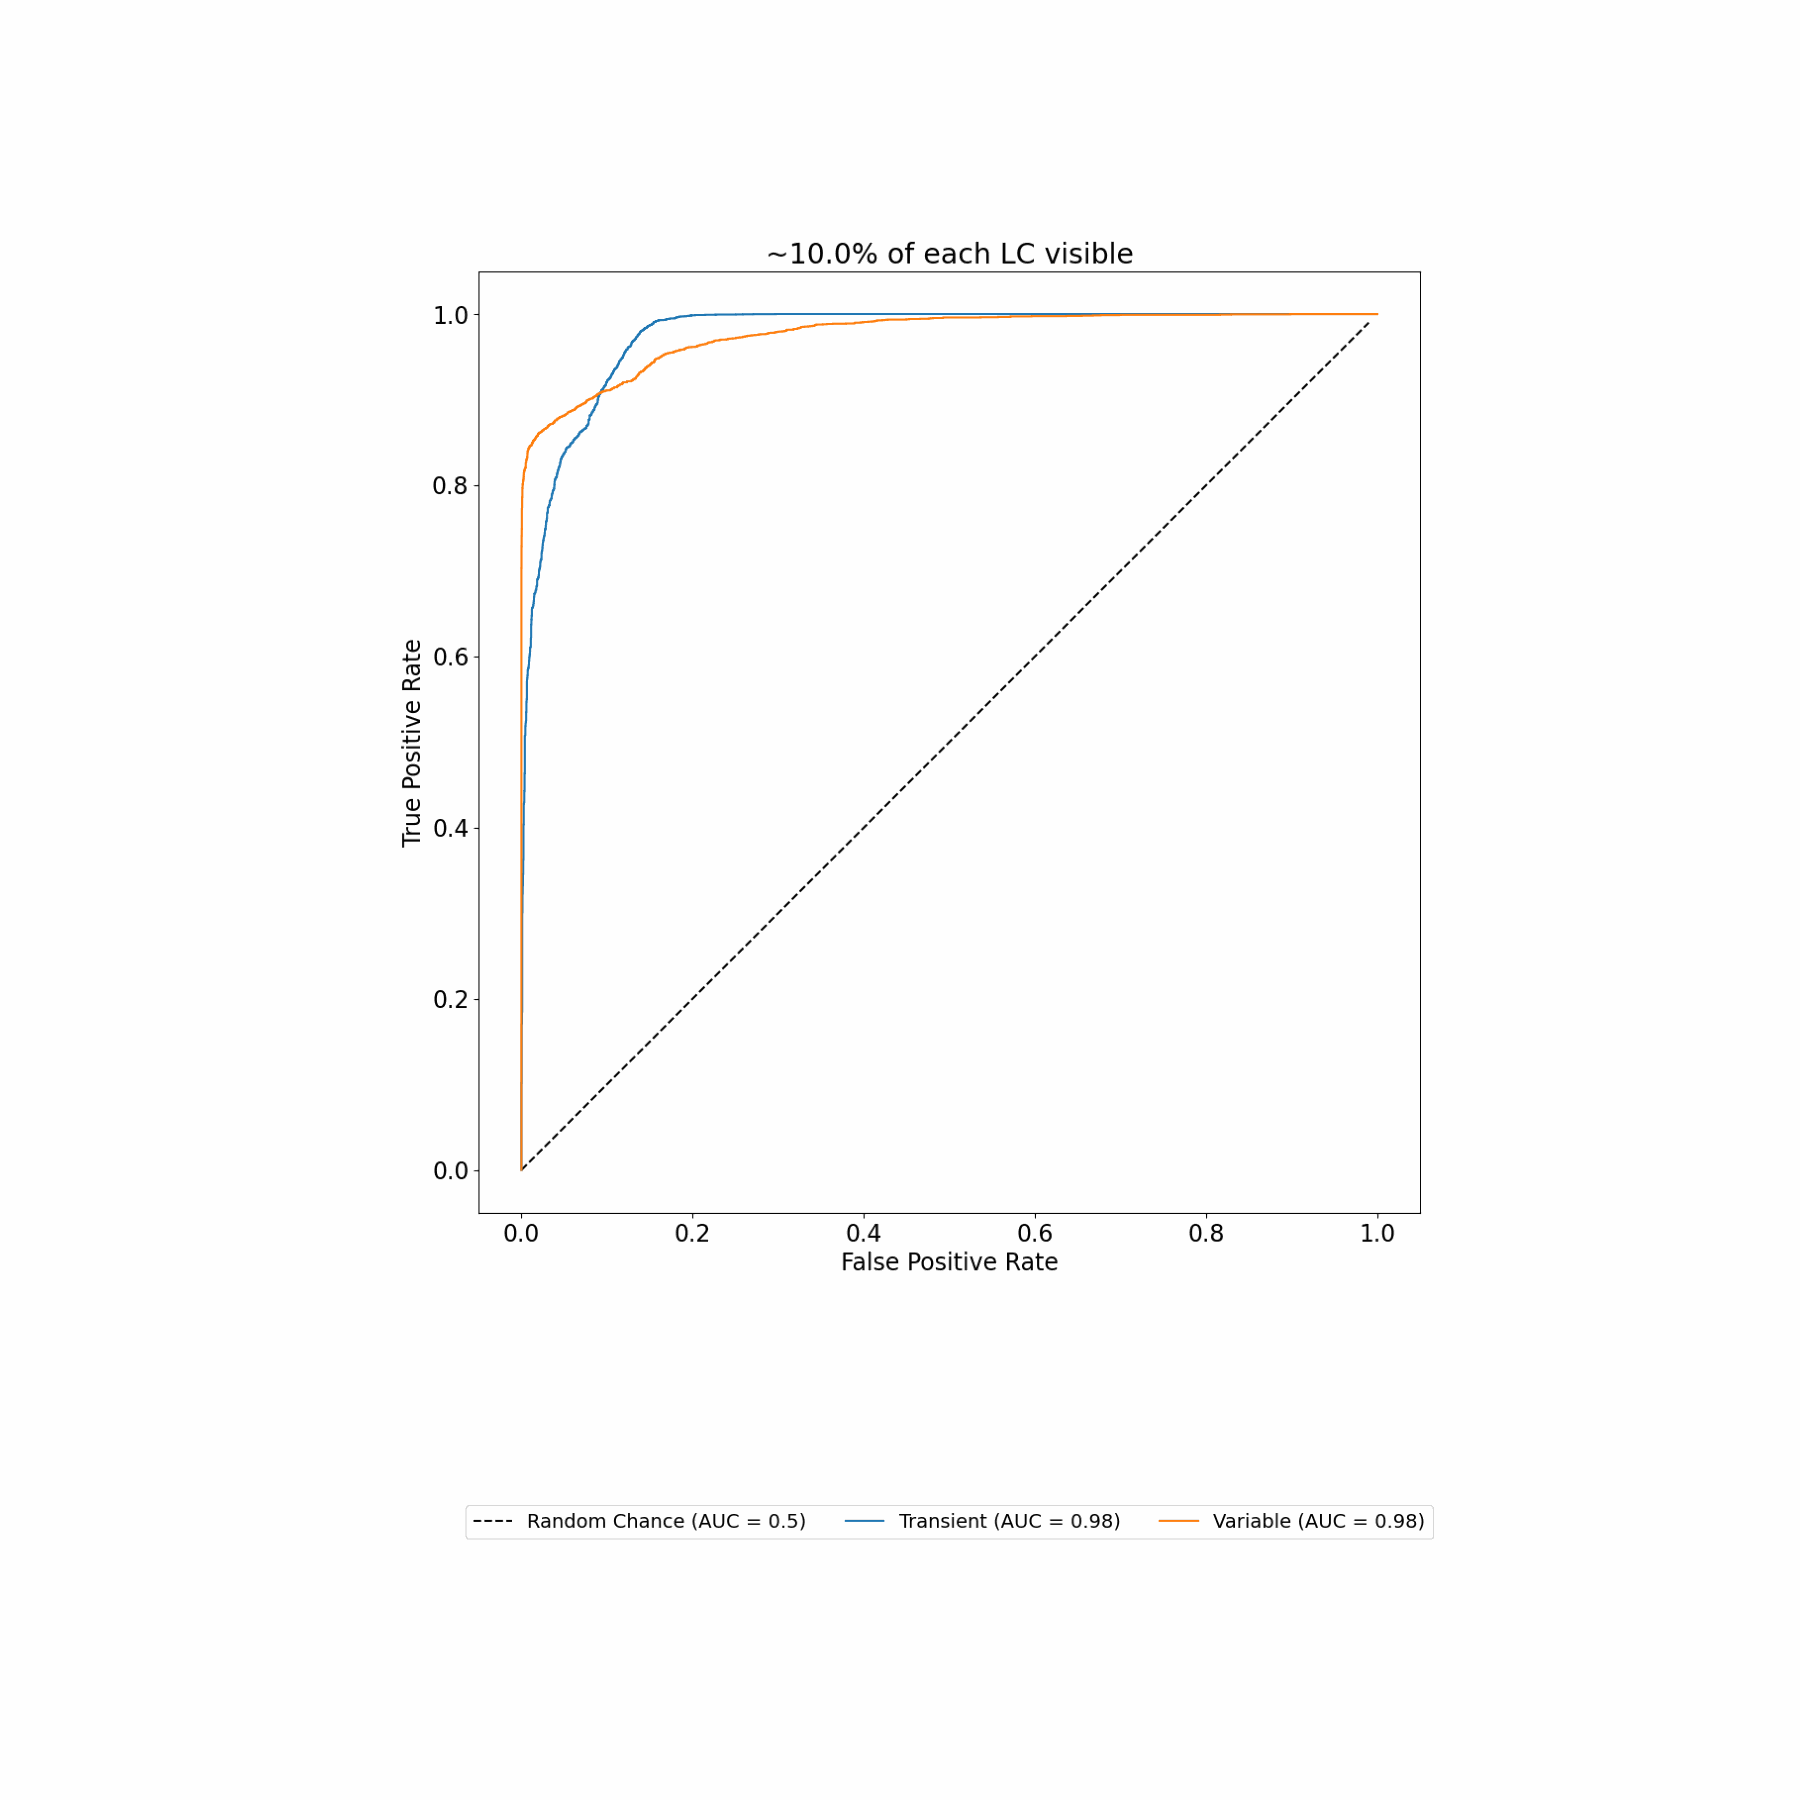 ~10.0% of each LC visible
True Positive Rate
1.0
0.8
0.6
0.4
0.2
0.0
0.0 0.2 0.4 0.6 0.8 1.0
False Positive Rate
Random Chance (AUC = 0.5) Transient (AUC = 0.98) Variable (AUC = 0.98)